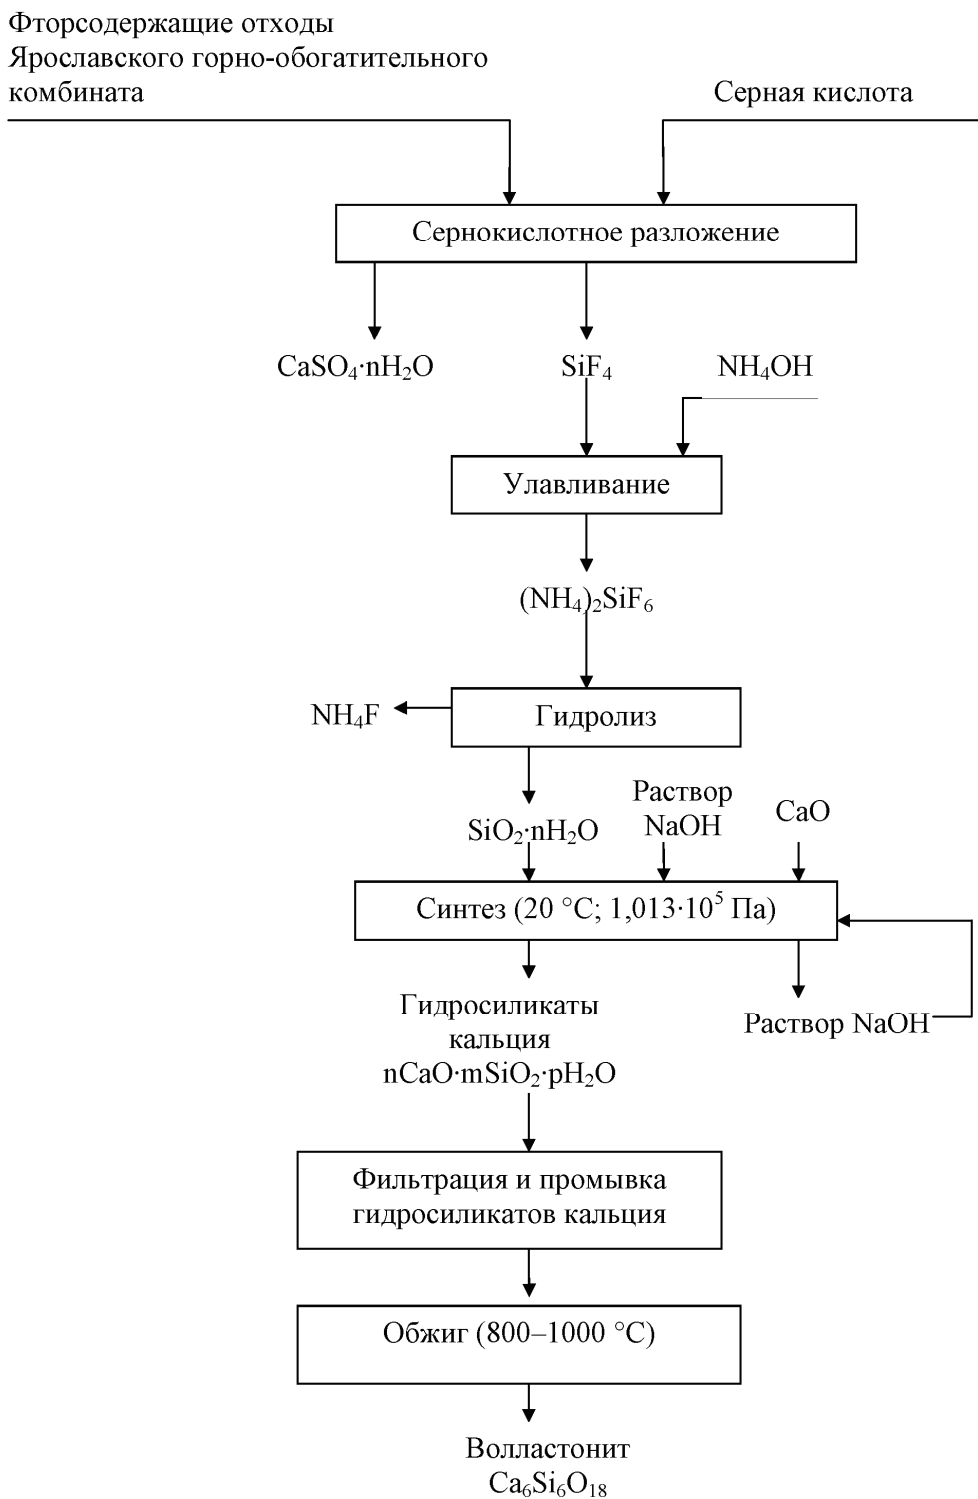 Фторсодержащие отходы
Ярославского горно-обогатительного
комбината
Серная кислота
Сернокислотное разложение
CaSO₄·nH₂O
SiF₄
NH₄OH
Улавливание
(NH₄)₂SiF₆
NH₄F
Гидролиз
SiO₂·nH₂O
Раствор
NaOH
CaO
Синтез (20 °C; 1,013·10⁵ Па)
Гидросиликаты
кальция
nCaO·mSiO₂·pH₂O
Раствор NaOH
Фильтрация и промывка
гидросиликатов кальция
Обжиг (800–1000 °C)
Волластонит
Ca₆Si₆O₁₈